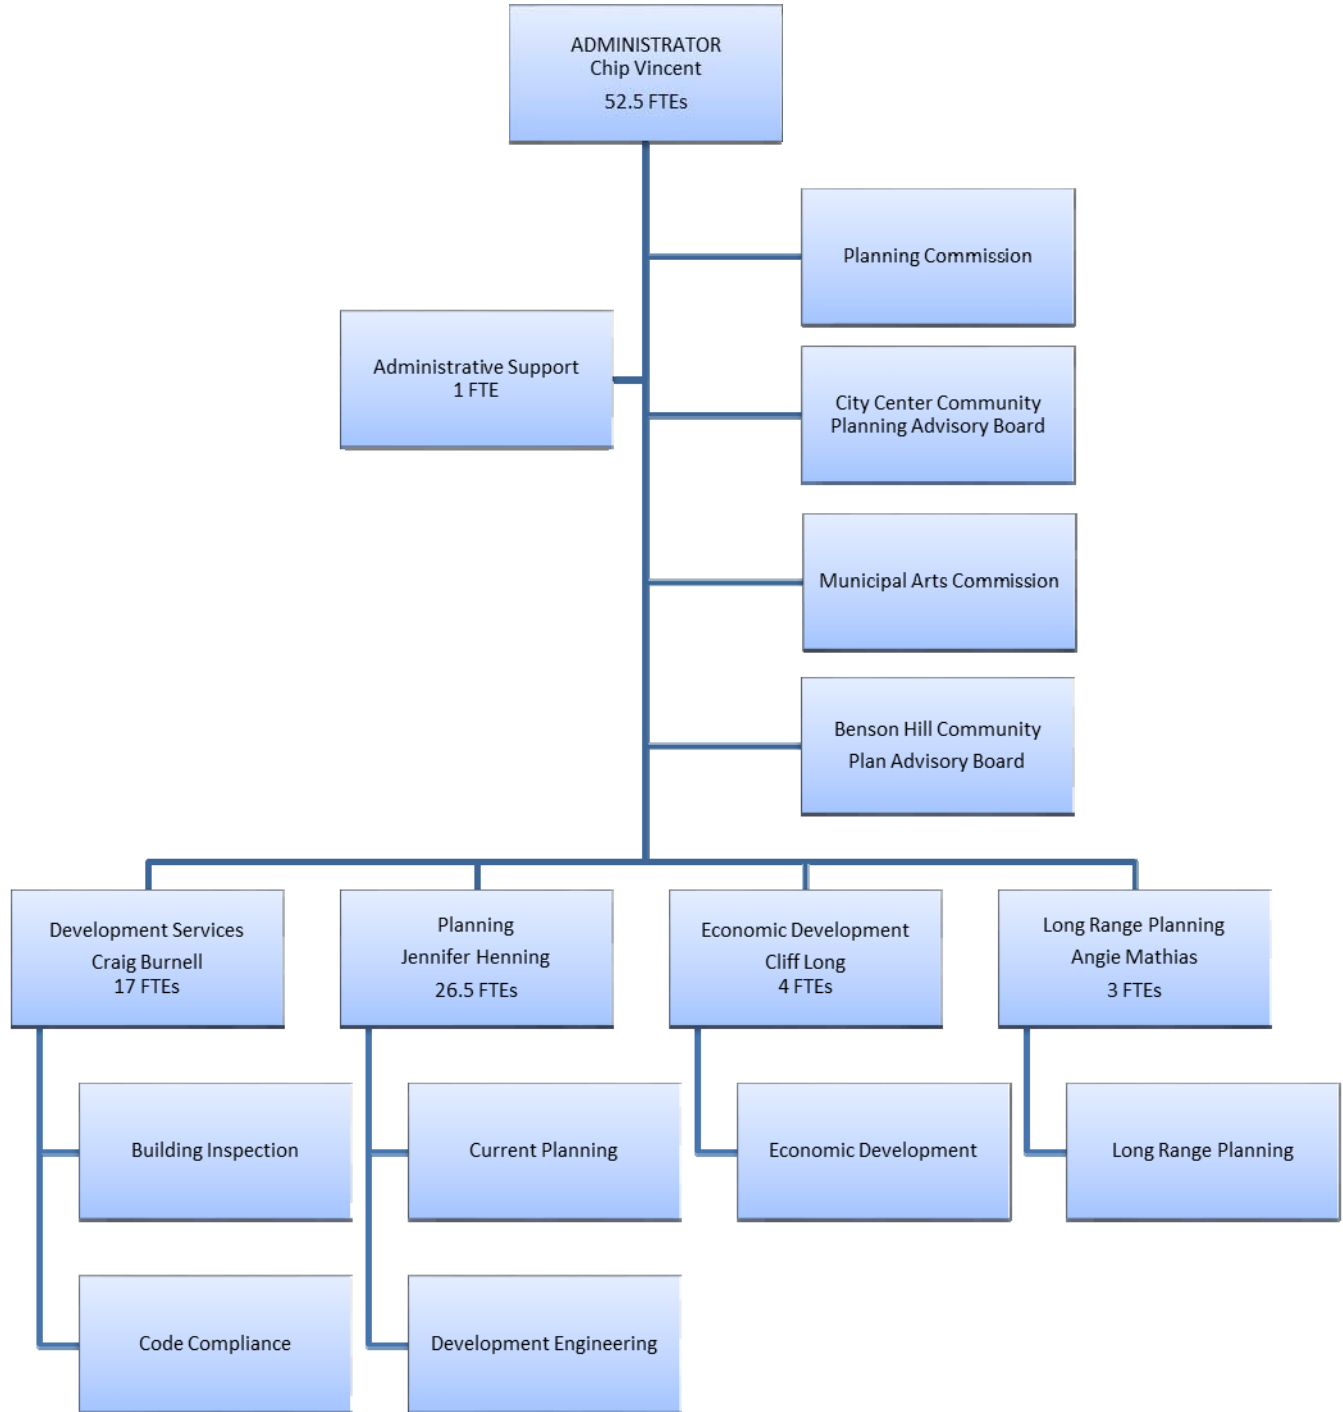 ADMINISTRATOR
Chip Vincent
52.5 FTEs
Planning Commission
Administrative Support
1 FTE
City Center Community
Planning Advisory Board
Municipal Arts Commission
Benson Hill Community
Plan Advisory Board
Development Services
Craig Burnell
17 FTEs
Planning
Jennifer Henning
26.5 FTEs
Economic Development
Cliff Long
4 FTEs
Long Range Planning
Angie Mathias
3 FTEs
Building Inspection
Current Planning
Economic Development
Long Range Planning
Code Compliance
Development Engineering